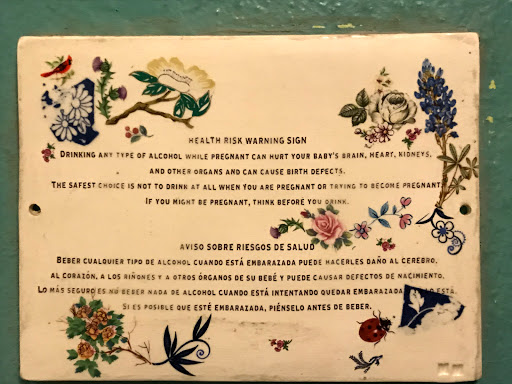 HEALTH RISK WARNING SIGN
DRINKING ANY TYPE OF ALCOHOL WHILE PREGNANT CAN HURT YOUR BABY'S BRAIN, HEART, KIDNEYS,
AND OTHER ORGANS AND CAN CAUSE BIRTH DEFECTS.
THE SAFEST CHOICE IS NOT TO DRINK AT ALL WHEN YOU ARE PREGNANT OR TRYING TO BECOME PREGNANT.
IF YOU MIGHT BE PREGNANT, THINK BEFORE YOU DRINK.
AVISO SOBRE RIESGOS DE SALUD
BEBER CUALQUIER TIPO DE ALCOHOL CUANDO ESTÁ EMBARAZADA PUEDE HACERLES DAÑO AL CEREBRO,
AL CORAZÓN, A LOS RIÑONES Y A OTROS ÓRGANOS DE SU BEBÉ Y PUEDE CAUSAR DEFECTOS DE NACIMIENTO.
LO MÁS SEGURO ES NO BEBER NADA DE ALCOHOL CUANDO ESTÁ INTENTANDO QUEDAR EMBARAZADA ESTÁ.
SI ES POSIBLE QUE ESTÉ EMBARAZADA, PIÉNSELO ANTES DE BEBER.